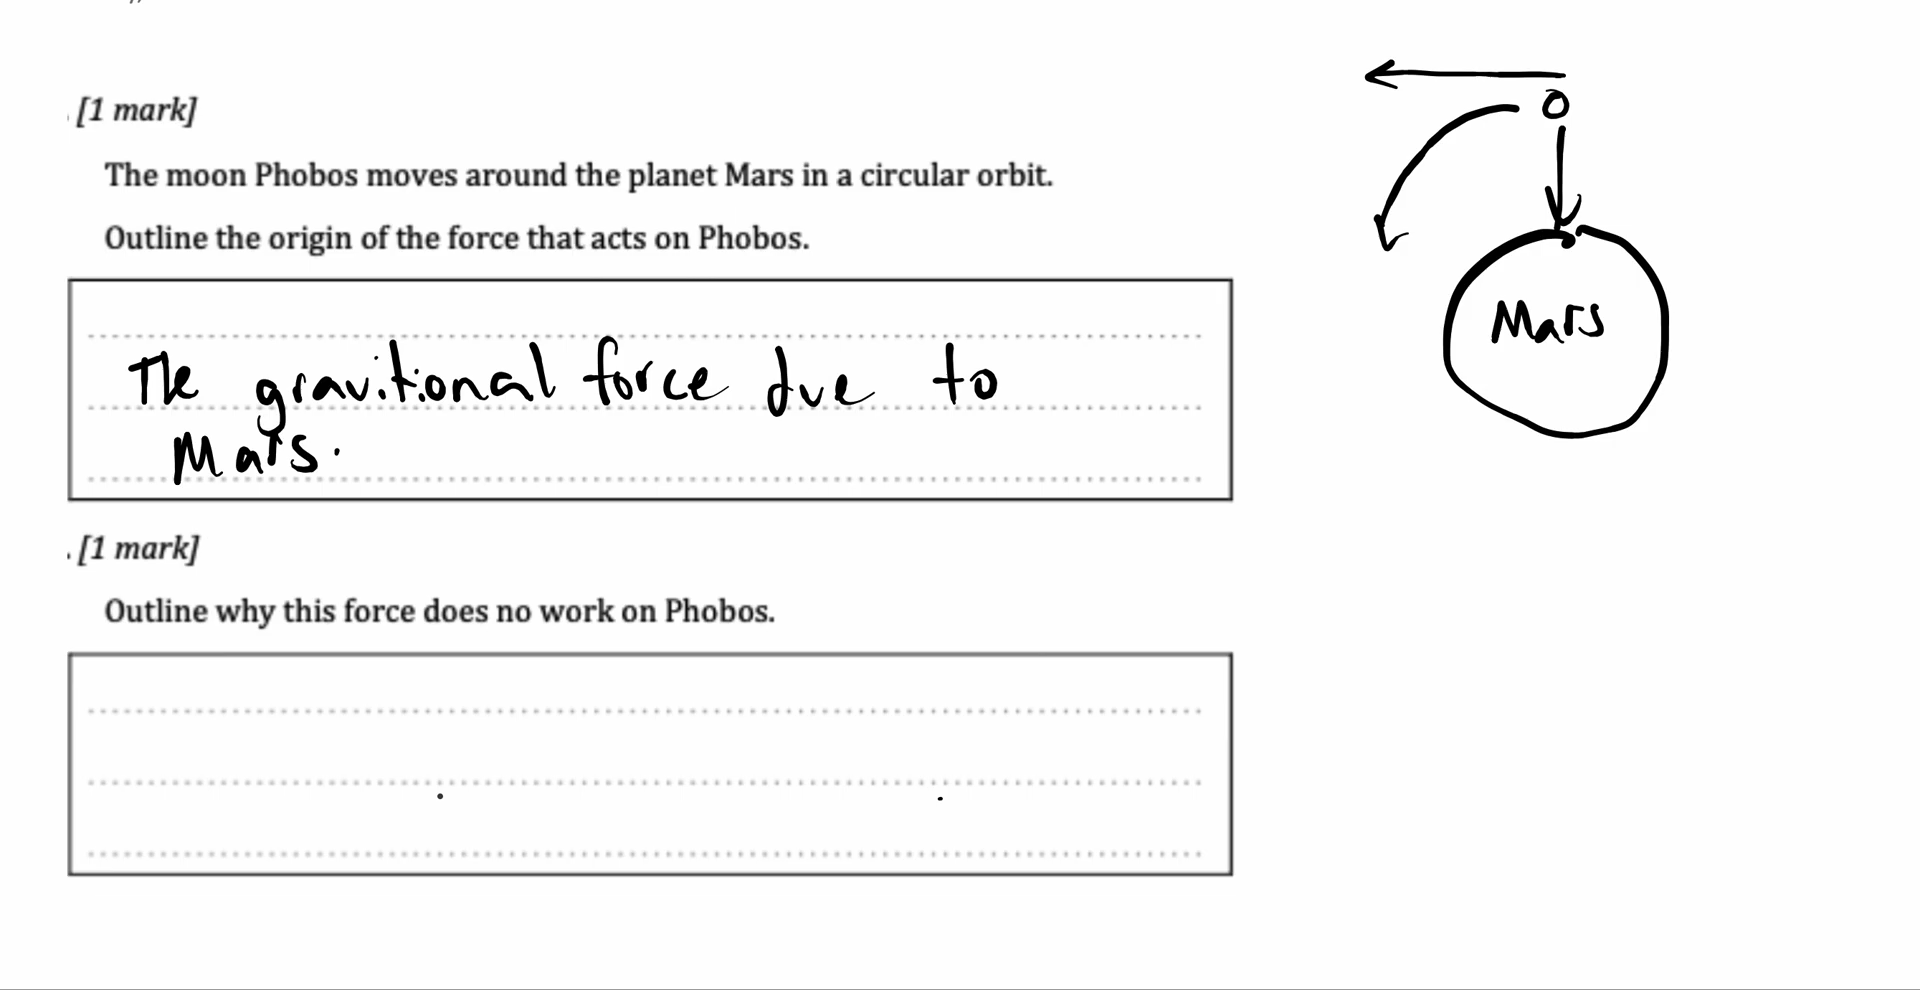 [1 mark]
The moon Phobos moves around the planet Mars in a circular orbit.
Outline the origin of the force that acts on Phobos.
The gravitional force due to
Mars.
Mars
. [1 mark]
Outline why this force does no work on Phobos.